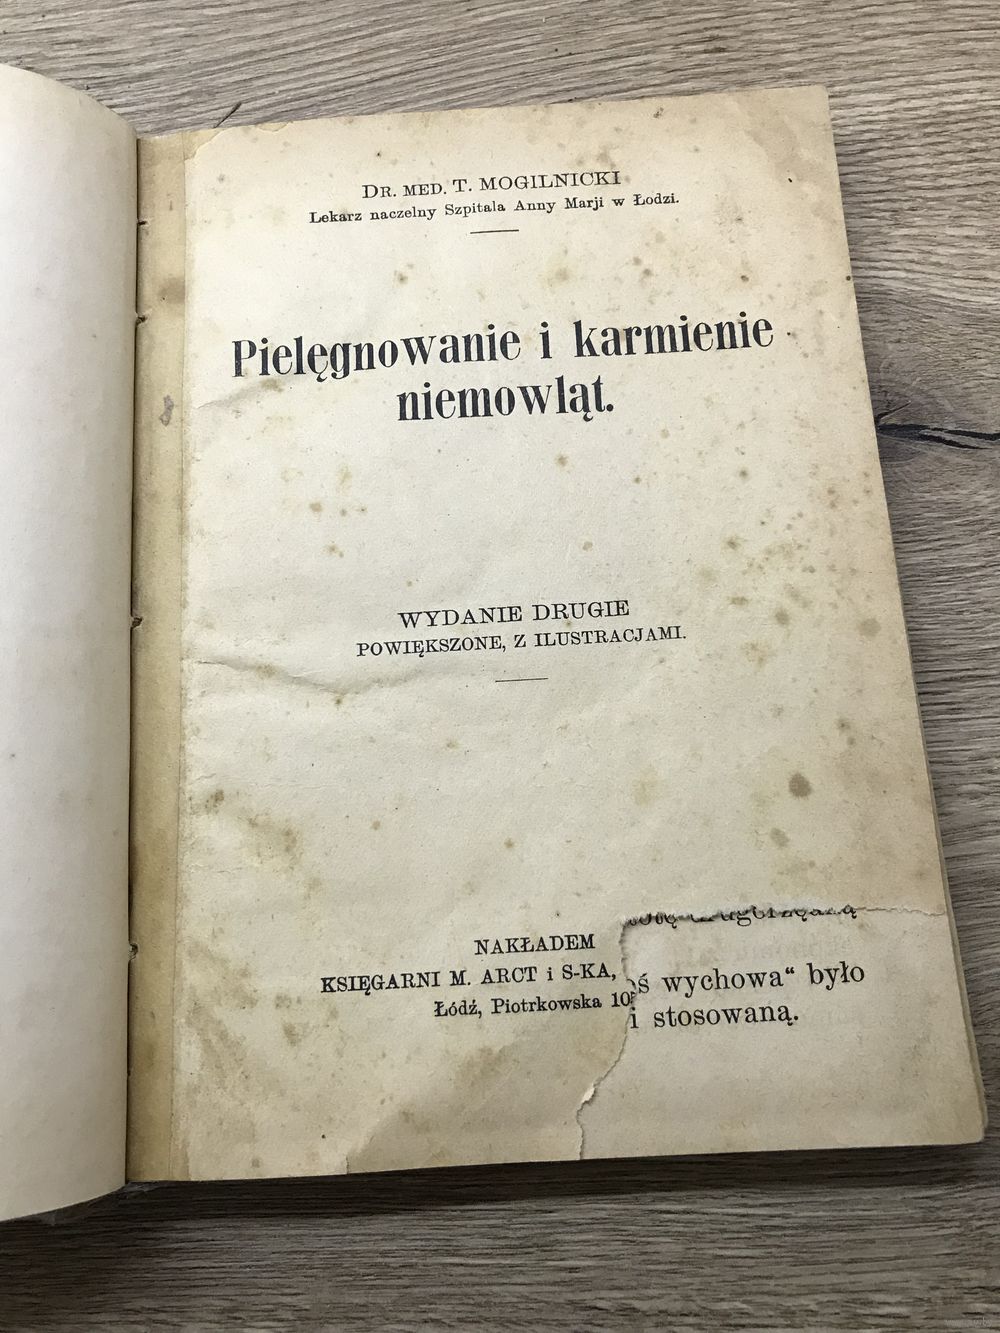 DR. MED. T. MOGILNICKI
Lekarz naczelny Szpitala Anny Marji w Łodzi.
Pielęgnowanie i karmienie
niemowląt.
WYDANIE DRUGIE
POWIĘKSZONE, Z ILUSTRACJAMI.
NAKŁADEM
KSIĘGARNI M. ARCT i S-KA,
Łódź, Piotrkowska
wychowa“ było
i stosowaną.